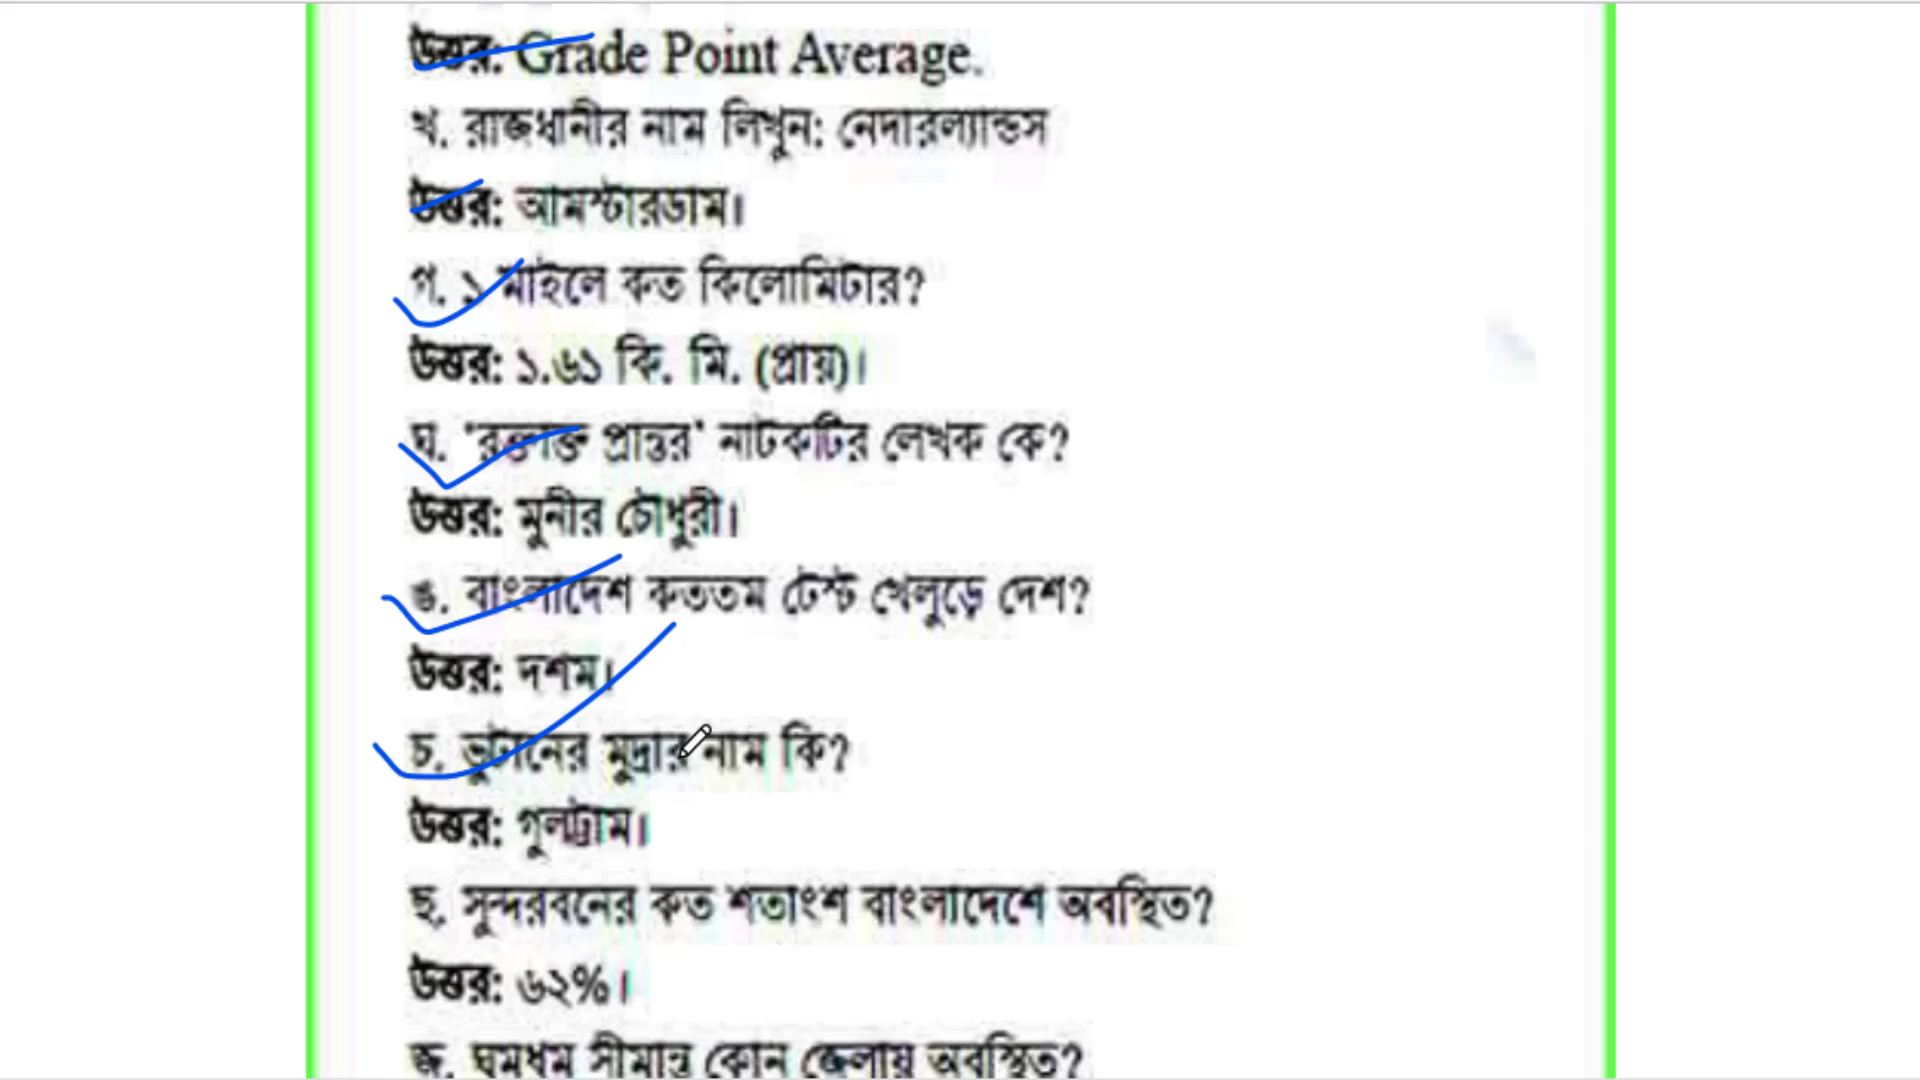 উত্তর: Grade Point Average.
খ. রাজধানীর নাম লিখুন: নেদারল্যান্ডস
উত্তর: আমস্টারডাম।
গ. ১ মাইলে কত কিলোমিটার?
উত্তর: ১.৬১ কি. মি. (প্রায়)।
ঘ. 'রক্তাক্ত প্রান্তর' নাটকটির লেখক কে?
উত্তর: মুনীর চৌধুরী।
ঙ. বাংলাদেশ কততম টেস্ট খেলুড়ে দেশ?
উত্তর: দশম।
চ. ভুটানের মুদ্রার নাম কি?
উত্তর: গুলট্রাম।
ছ. সুন্দরবনের কত শতাংশ বাংলাদেশে অবস্থিত?
উত্তর: ৬২%।
জ. ঘুমধুম সীমান্ত কোন জেলায় অবস্থিত?